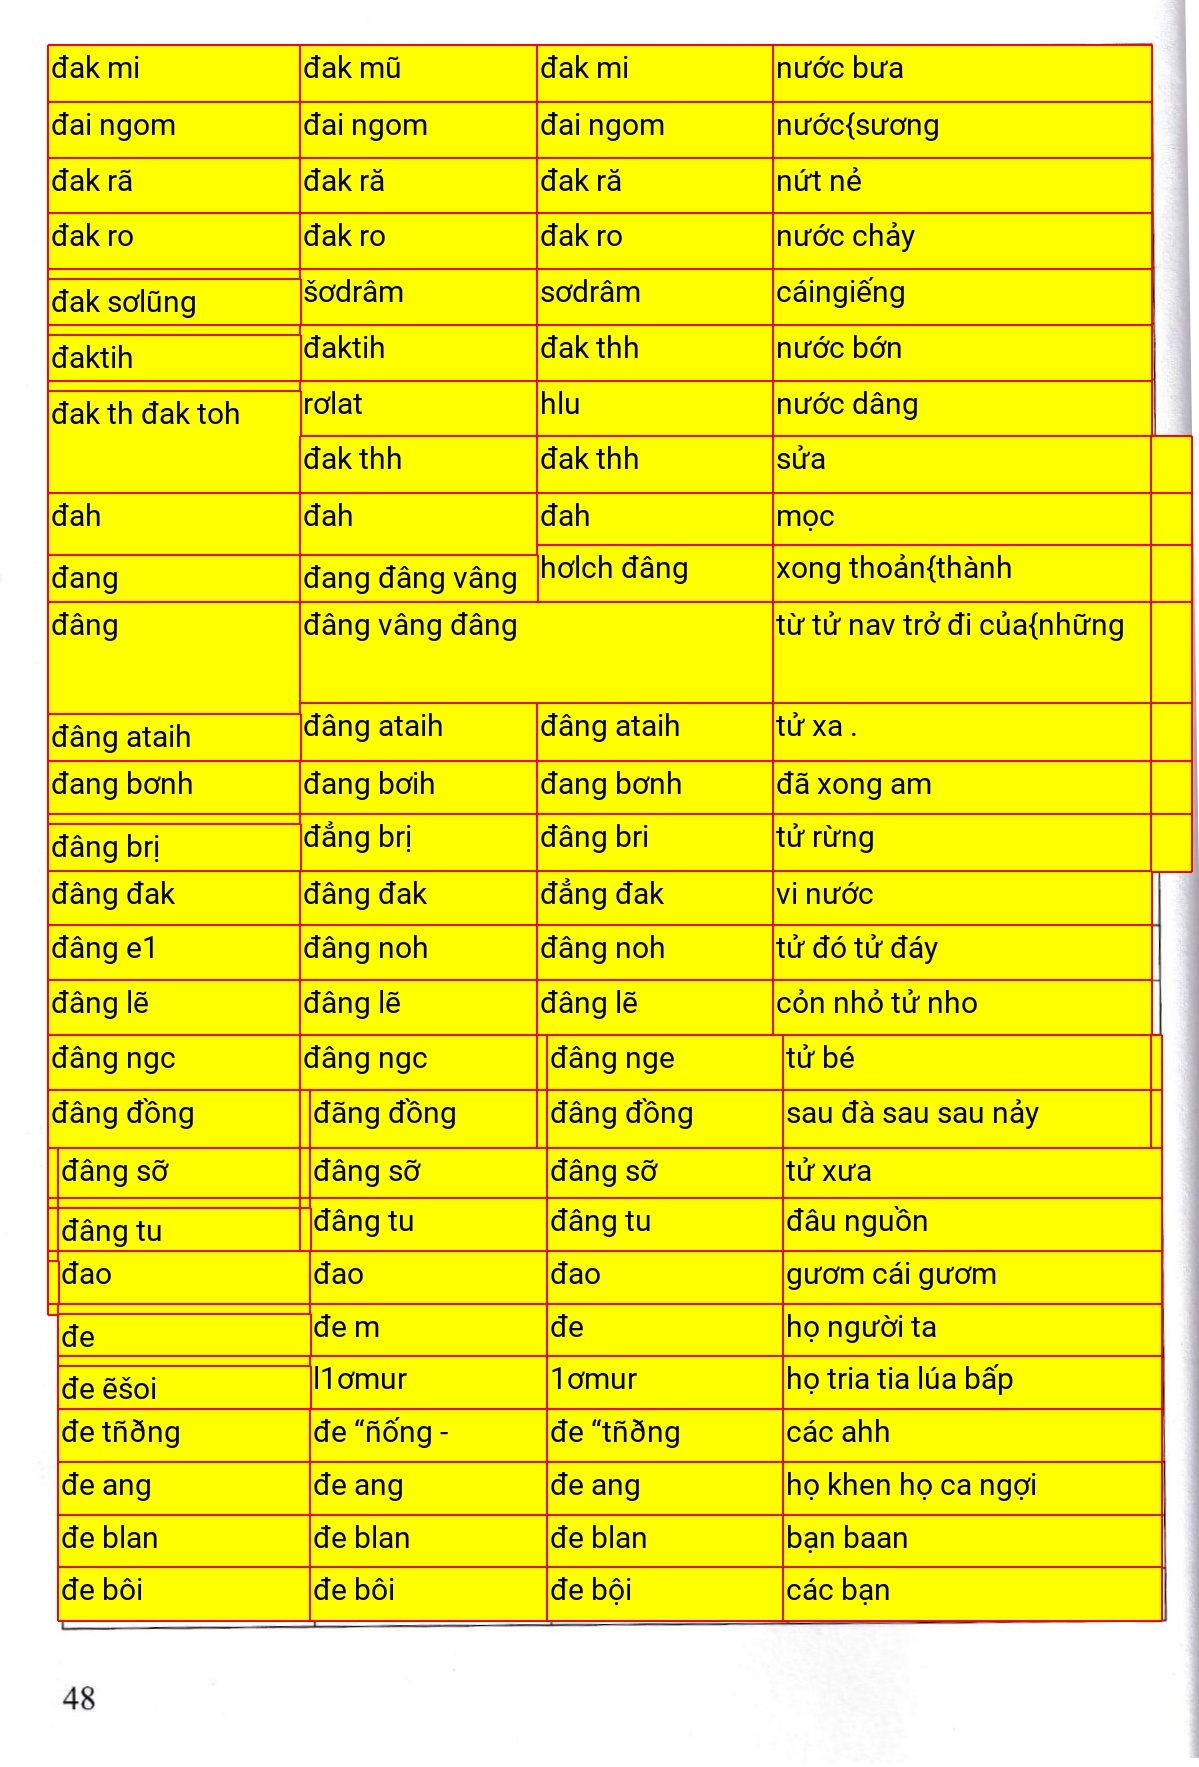 đak mi đak mũ đak mi nước bưa
đai ngom đai ngom đai ngom nước{sương
đak rã đak ră đak ră nứt nẻ
đak ro đak ro đak ro nước chảy
đak sơlũng šơdrâm sơdrâm cáingiếng
đaktih đaktih đak thh nước bớn
đak th đak toh rơlat hlu nước dâng
đak thh đak thh sửa
đah đah đah mọc
đang đang đâng vâng hơlch đâng xong thoản{thành
đâng đâng vâng đâng từ tử nav trở đi của{những
đâng ataih đâng ataih đâng ataih tử xa .
đang bơnh đang bơih đang bơnh đã xong am
đâng brị đẳng brị đâng bri tử rừng
đâng đak đâng đak đẳng đak vi nước
đâng e1 đâng noh đâng noh tử đó tử đáy
đâng lẽ đâng lẽ đâng lẽ cỏn nhỏ tử nho
đâng ngc đâng ngc đâng nge tử bé
đâng đồng đãng đồng đâng đồng sau đà sau sau nảy
đâng sỡ đâng sỡ đâng sỡ tử xưa
đâng tu đâng tu đâng tu đâu nguồn
đao đao đao gươm cái gươm
đe đe m đe họ người ta
đe ẽšoi l1ơmur 1ơmur họ tria tia lúa bấp
đe tñðng đe “ñống - đe “tñðng các ahh
đe ang đe ang đe ang họ khen họ ca ngợi
đe blan đe blan đe blan bạn baan
đe bôi đe bôi đe bội các bạn
48